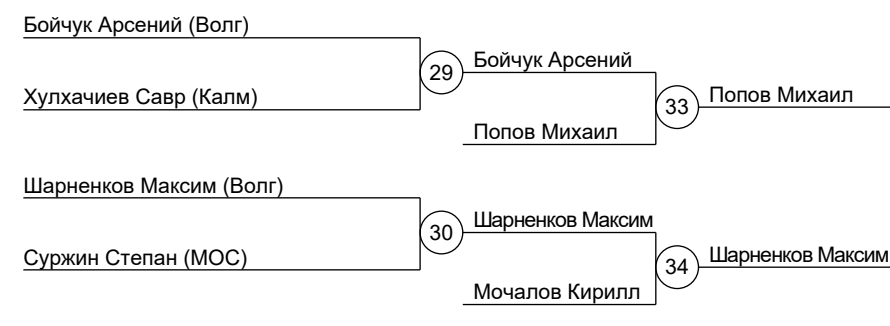 Бойчук Арсений (Волг)
29
Бойчук Арсений
Хулхачиев Савр (Калм)
33
Попов Михаил
Попов Михаил
Шарненков Максим (Волг)
30
Шарненков Максим
Суржин Степан (МОС)
34
Шарненков Максим
Мочалов Кирилл